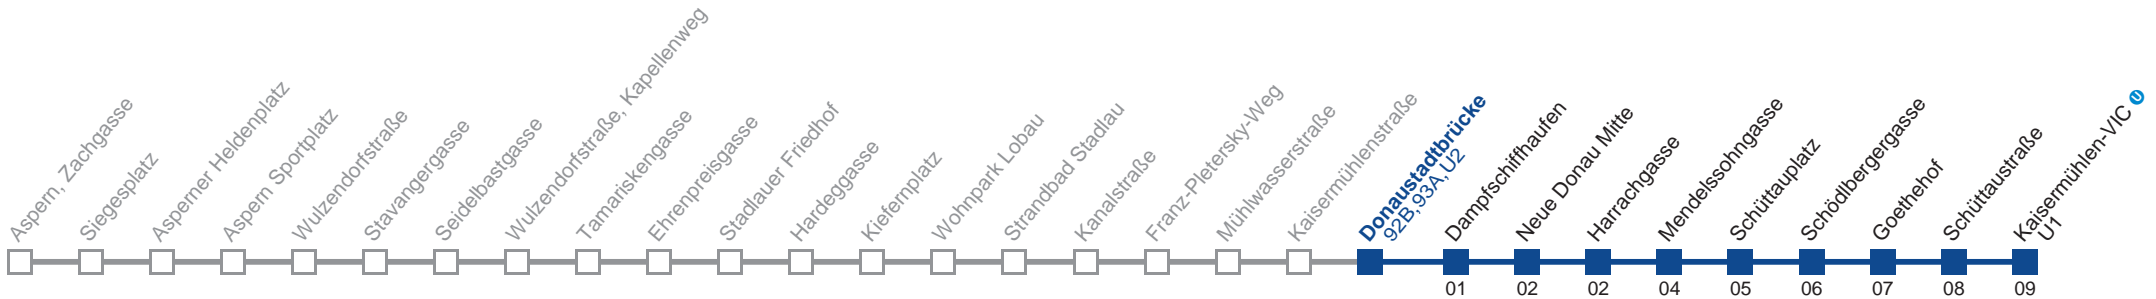 Aspern, Zachgasse
Siegesplatz
Asperner Heldenplatz
Aspern Sportplatz
Wulzendorfstraße
Stavangergasse
Seidelbastgasse
Wulzendorfstraße, Kapellenweg
Tamariskengasse
Ehrenpreisgasse
Stadlauer Friedhof
Hardeggasse
Kiefernplatz
Wohnpark Lobau
Strandbad Stadlau
Kanalstraße
Franz-Pletersky-Weg
Mühlwasserstraße
Kaisermühlenstraße
Donaustadtbrücke
92B,93A,U2
Dampfschiffhaufen
Neue Donau Mitte
Harrachgasse
Mendelssohngasse
Schüttauplatz
Schödlbergergasse
Goethehof
Schüttaustraße
Kaisermühlen-VIC U
U1
01 02 02 04 05 06 07 08 09